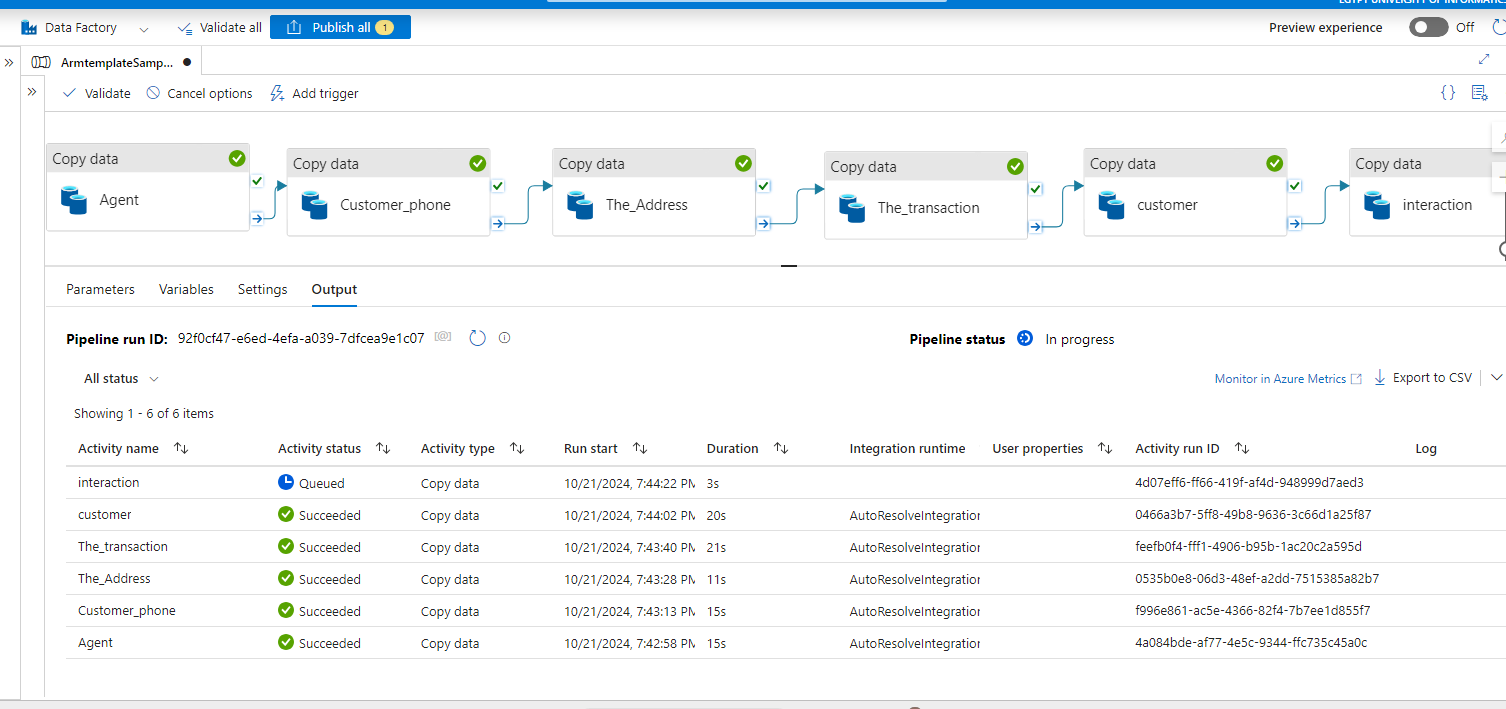 EGYPT UNIVERSITY OF INFORMATIC...
Data Factory Validate all Publish all 1 Preview experience Off
ArmtemplateSamp...
Validate Cancel options Add trigger {}
Copy data Copy data Copy data Copy data Copy data Copy data
Agent Customer_phone The_Address The_transaction customer interaction
Parameters Variables Settings Output
Pipeline run ID: 92f0cf47-e6ed-4efa-a039-7dfcea9e1c07 Pipeline status In progress
All status Monitor in Azure Metrics Export to CSV
Showing 1 - 6 of 6 items
Activity name Activity status Activity type Run start Duration Integration runtime User properties Activity run ID Log
interaction Queued Copy data 10/21/2024, 7:44:22 PM 3s 4d07eff6-ff66-419f-af4d-948999d7aed3
customer Succeeded Copy data 10/21/2024, 7:44:02 PM 20s AutoResolveIntegration 0466a3b7-5ff8-49b8-9636-3c66d1a25f87
The_transaction Succeeded Copy data 10/21/2024, 7:43:40 PM 21s AutoResolveIntegration feefb0f4-fff1-4906-b95b-1ac20c2a595d
The_Address Succeeded Copy data 10/21/2024, 7:43:28 PM 11s AutoResolveIntegration 0535b0e8-06d3-48ef-a2dd-7515385a82b7
Customer_phone Succeeded Copy data 10/21/2024, 7:43:13 PM 15s AutoResolveIntegration f996e861-ac5e-4366-82f4-7b7ee1d855f7
Agent Succeeded Copy data 10/21/2024, 7:42:58 PM 15s AutoResolveIntegration 4a084bde-af77-4e5c-9344-ffc735c45a0c